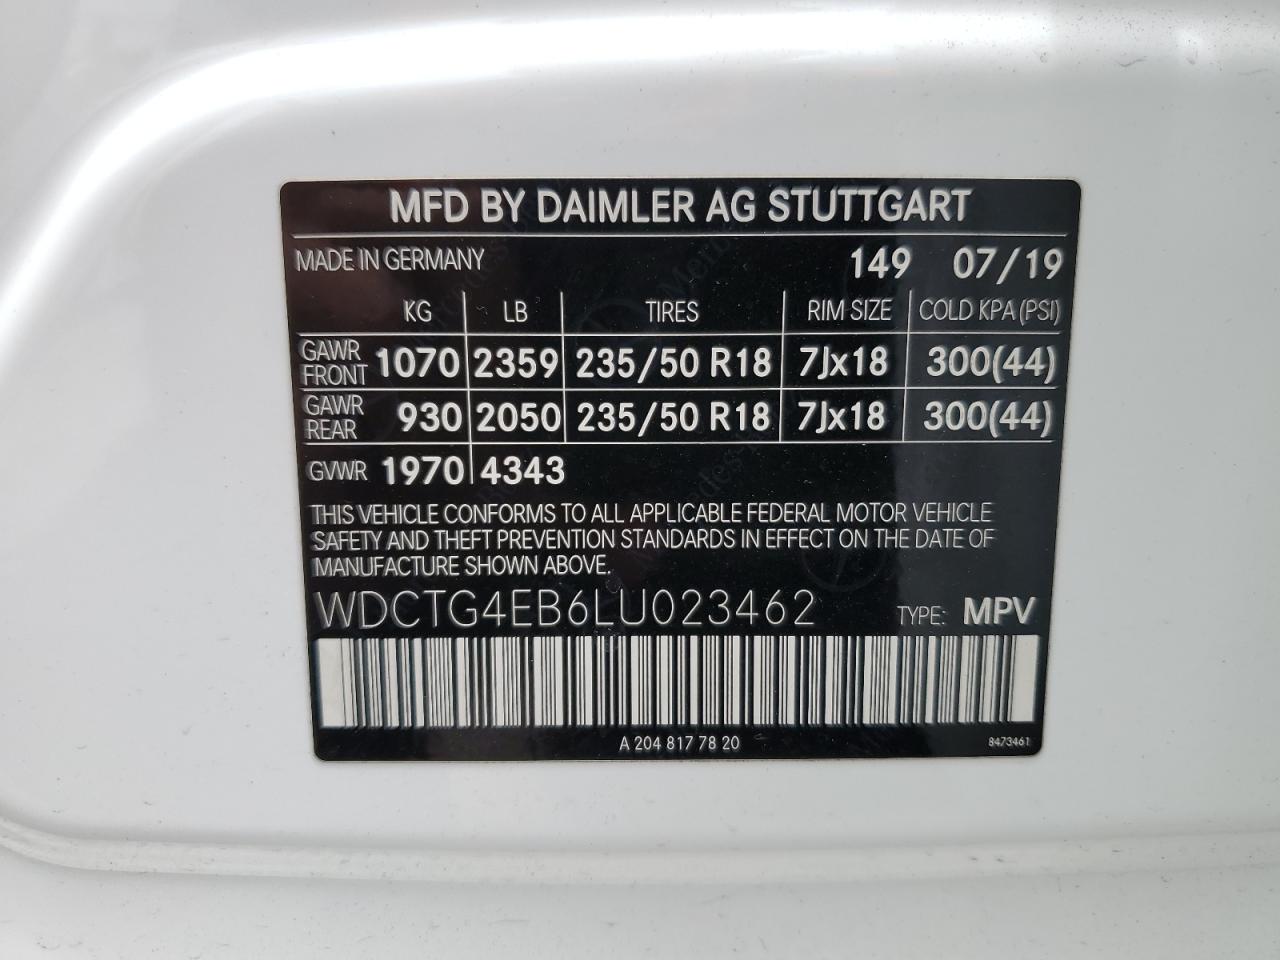 MFD BY DAIMLER AG STUTTGART
MADE IN GERMANY 149 07/19
KG LB TIRES RIM SIZE COLD KPA (PSI)
GAWR FRONT 1070 2359 235/50 R18 7Jx18 300(44)
GAWR REAR 930 2050 235/50 R18 7Jx18 300(44)
GVWR 1970 4343
THIS VEHICLE CONFORMS TO ALL APPLICABLE FEDERAL MOTOR VEHICLE
SAFETY AND THEFT PREVENTION STANDARDS IN EFFECT ON THE DATE OF
MANUFACTURE SHOWN ABOVE.
WDCTG4EB6LU023462 TYPE: MPV
A 204 817 78 20 8473461